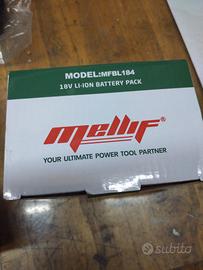 MODEL:MFBL184
18V LI-ION BATTERY PACK
mellif®
YOUR ULTIMATE POWER TOOL PARTNER
subito